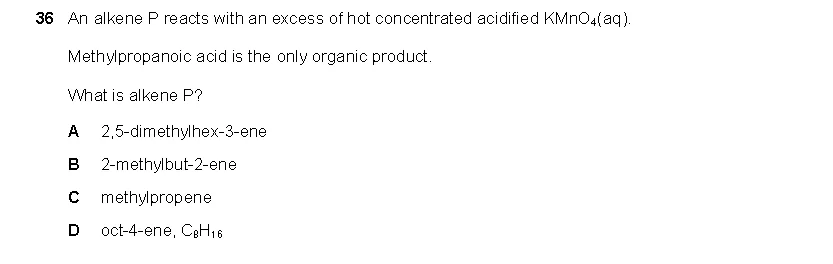 36 An alkene P reacts with an excess of hot concentrated acidified KMnO₄(aq).
Methylpropanoic acid is the only organic product.
What is alkene P?
A 2,5-dimethylhex-3-ene
B 2-methylbut-2-ene
C methylpropene
D oct-4-ene, C₈H₁₆